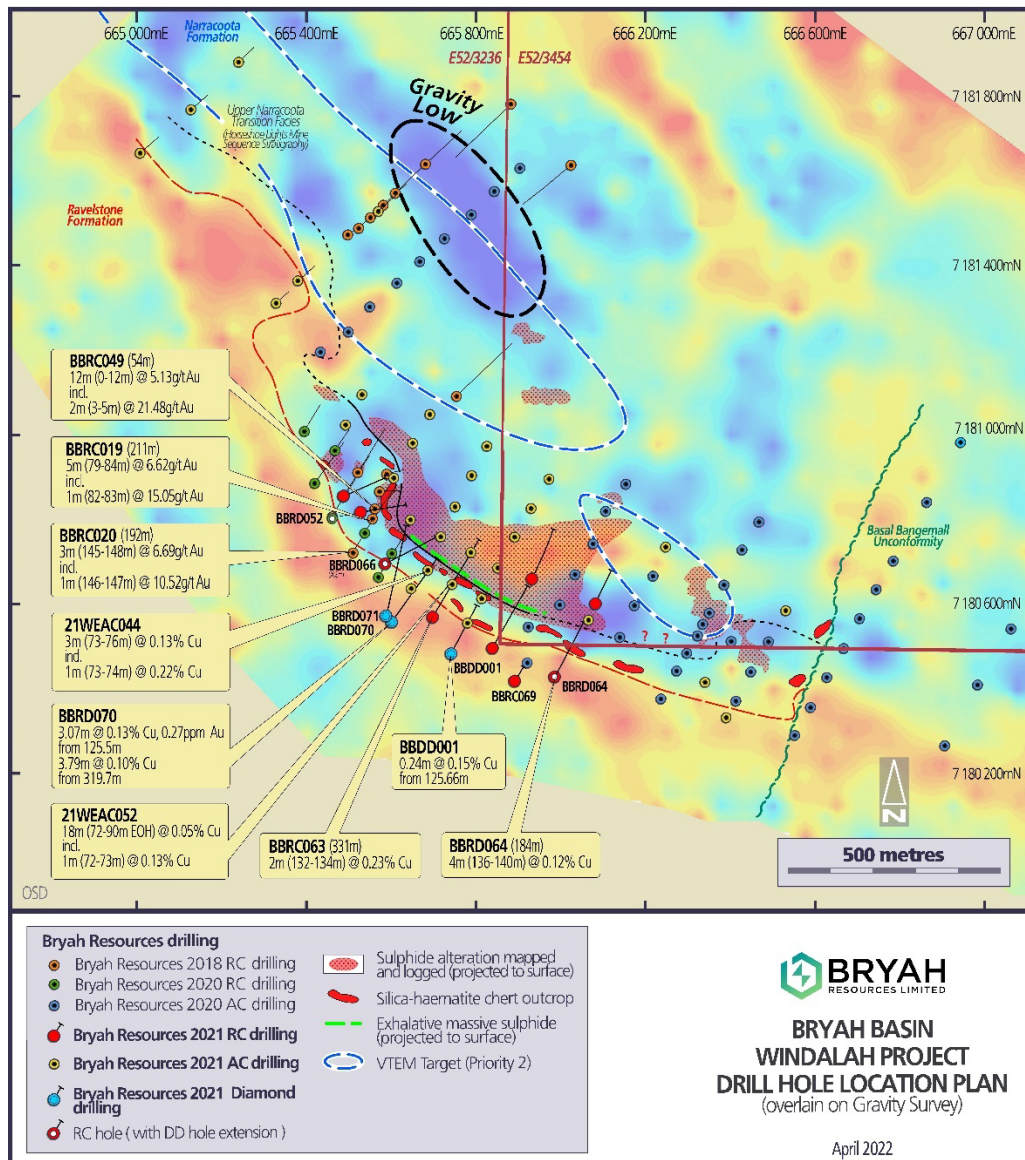 665 000mE
Narracoota
Formation
665 400mE
665 800mE
666 200mE
666 600mE
667 000mE
E52/3236
E52/3454
7 181 800mN
Gravity
Low
Upper Narracoota
Transition Facies
(Horseshoe Lights Mine
Sequence Stratigraphy)
Ravelstone
Formation
7 181 400mN
BBRC049 (54m)
12m (0-12m) @ 5.13g/t Au
incl.
2m (3-5m) @ 21.48g/t Au
7 181 000mN
BBRC019 (211m)
5m (79-84m) @ 6.62g/t Au
incl.
1m (82-83m) @ 15.05g/t Au
BBRD052
Basal Bangemall
Unconformity
BBRC020 (192m)
3m (145-148m) @ 6.69g/t Au
incl.
1m (146-147m) @ 10.52g/t Au
BBRD066
7 180 600mN
BBRD071
BBRD070
? ?
21WEAC044
3m (73-76m) @ 0.13% Cu
incl.
1m (73-74m) @ 0.22% Cu
BBDD001
BBRC069
BBRD064
BBRD070
3.07m @ 0.13% Cu, 0.27ppm Au
from 125.5m
3.79m @ 0.10% Cu
from 319.7m
BBDD001
0.24m @ 0.15% Cu
from 125.66m
7 180 200mN
N
21WEAC052
18m (72-90m EOH) @ 0.05% Cu
incl.
1m (72-73m) @ 0.13% Cu
BBRC063 (331m)
2m (132-134m) @ 0.23% Cu
BBRD064 (184m)
4m (136-140m) @ 0.12% Cu
500 metres
OSD
Bryah Resources drilling
Bryah Resources 2018 RC drilling
Bryah Resources 2020 RC drilling
Bryah Resources 2020 AC drilling
Bryah Resources 2021 RC drilling
Bryah Resources 2021 AC drilling
Bryah Resources 2021 Diamond
drilling
RC hole ( with DD hole extension )
Sulphide alteration mapped
and logged (projected to surface)
Silica-haematite chert outcrop
Exhalative massive sulphide
(projected to surface)
VTEM Target (Priority 2)
BRYAH
RESOURCES LIMITED
BRYAH BASIN
WINDALAH PROJECT
DRILL HOLE LOCATION PLAN
(overlain on Gravity Survey)
April 2022